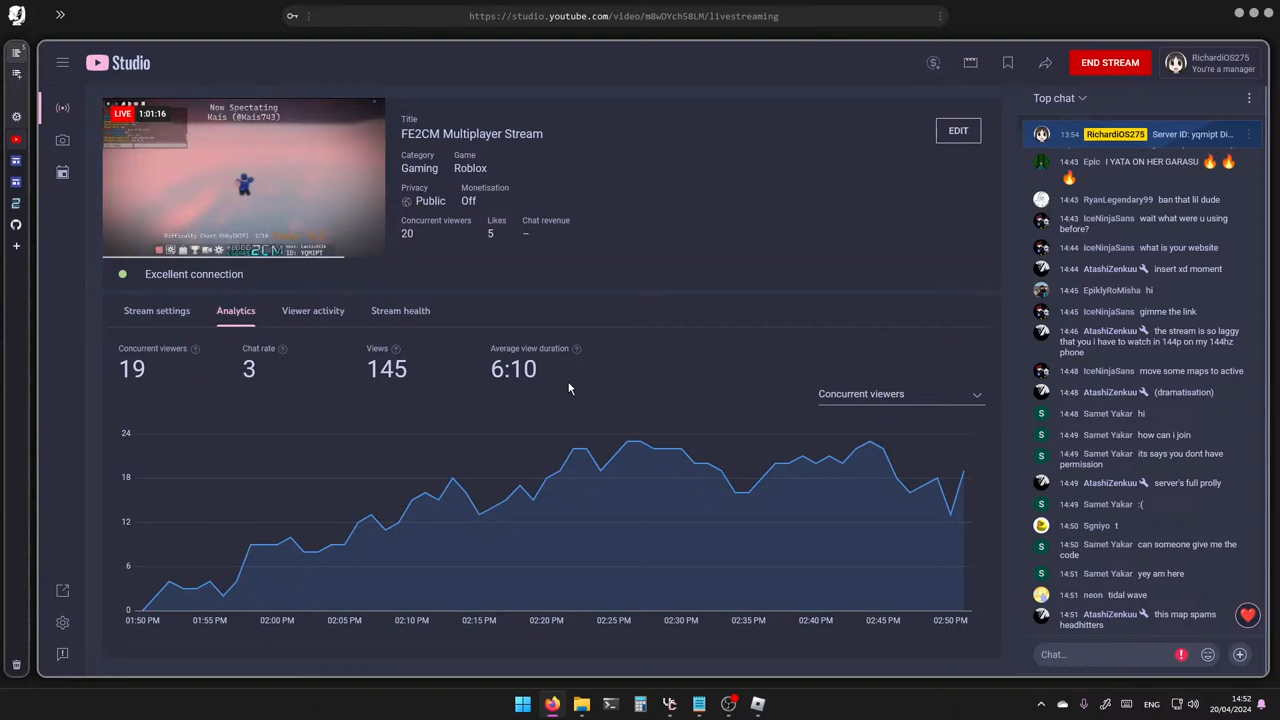 https://studio.youtube.com/video/m8wDYch58LM/livestreaming
Studio
END STREAM
RichardiOS275
You're a manager
LIVE 1:01:16
Now Spectating
Kais (@Kais743)
ID: YQMIPT
Title
FE2CM Multiplayer Stream
EDIT
Category
Game
Gaming
Roblox
Privacy
Monetisation
Public
Off
Concurrent viewers
Likes
Chat revenue
20
5
–
Excellent connection
Stream settings
Analytics
Viewer activity
Stream health
Concurrent viewers
19
Chat rate
3
Views
145
Average view duration
6:10
Concurrent viewers
24
18
12
6
0
01:50 PM
01:55 PM
02:00 PM
02:05 PM
02:10 PM
02:15 PM
02:20 PM
02:25 PM
02:30 PM
02:35 PM
02:40 PM
02:45 PM
02:50 PM
Top chat
13:54 RichardiOS275 Server ID: yqmipt Di...
14:43 Epic I YATA ON HER GARASU 🔥 🔥
🔥
14:43 RyanLegendary99 ban that lil dude
14:43 IceNinjaSans wait what were u using
before?
14:44 IceNinjaSans what is your website
14:44 AtashiZenkuu insert xd moment
14:45 EpiklyRoMisha hi
14:45 IceNinjaSans gimme the link
14:46 AtashiZenkuu the stream is so laggy
that you i have to watch in 144p on my 144hz
phone
14:48 IceNinjaSans move some maps to active
14:48 AtashiZenkuu (dramatisation)
14:48 Samet Yakar hi
14:49 Samet Yakar how can i join
14:49 Samet Yakar its says you dont have
permission
14:49 AtashiZenkuu server's full prolly
14:49 Samet Yakar :(
14:50 Sgniyo t
14:50 Samet Yakar can someone give me the
code
14:51 Samet Yakar yey am here
14:51 neon tidal wave
14:51 AtashiZenkuu this map spams
headhitters
Chat...
ENG
14:52
20/04/2024